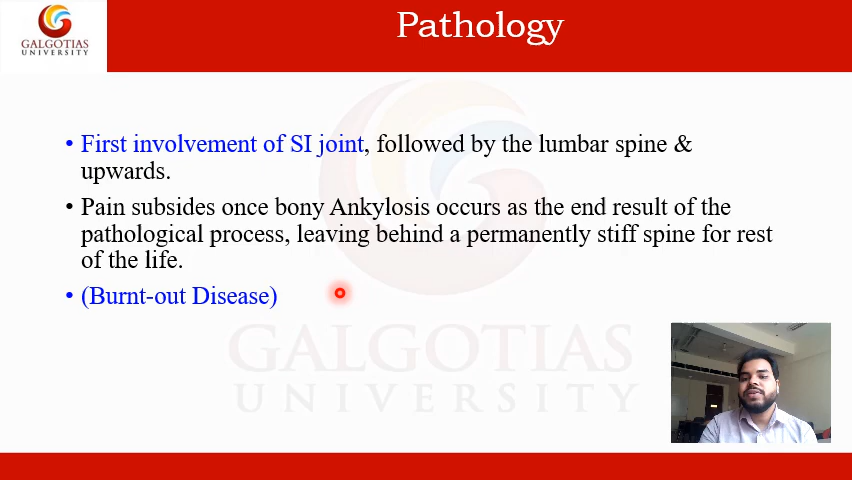 Pathology
GALGOTIAS
UNIVERSITY
• First involvement of SI joint, followed by the lumbar spine &
upwards.
• Pain subsides once bony Ankylosis occurs as the end result of the
pathological process, leaving behind a permanently stiff spine for rest
of the life.
• (Burnt-out Disease)
GALGOTIAS
UNIVERSITY